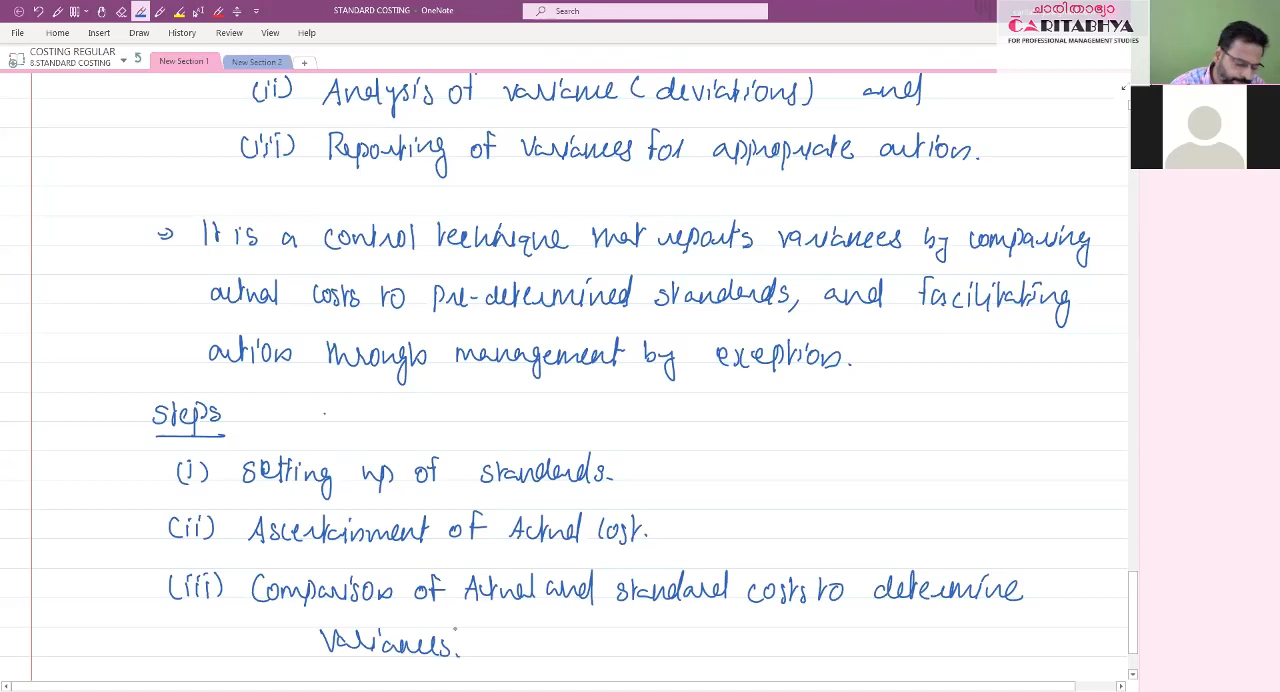 STANDARD COSTING - OneNote
Search
ചാരിതാഭ്യാ
CARITABHYA
FOR PROFESSIONAL MANAGEMENT STUDIES
File Home Insert Draw History Review View Help
COSTING REGULAR
8.STANDARD COSTING
5
New Section 1
New Section 2
+
(ii) Analysis of variance (deviations) and
(iii) Reporting of variances for appropriate action.
⇒ It is a control technique that reports variances by comparing
actual costs to pre-determined standards, and facilitating
action through management by exception.
Steps
(i) Setting up of standards.
(ii) Ascertainment of Actual cost.
(iii) Comparison of Actual and standard costs to determine
variances.